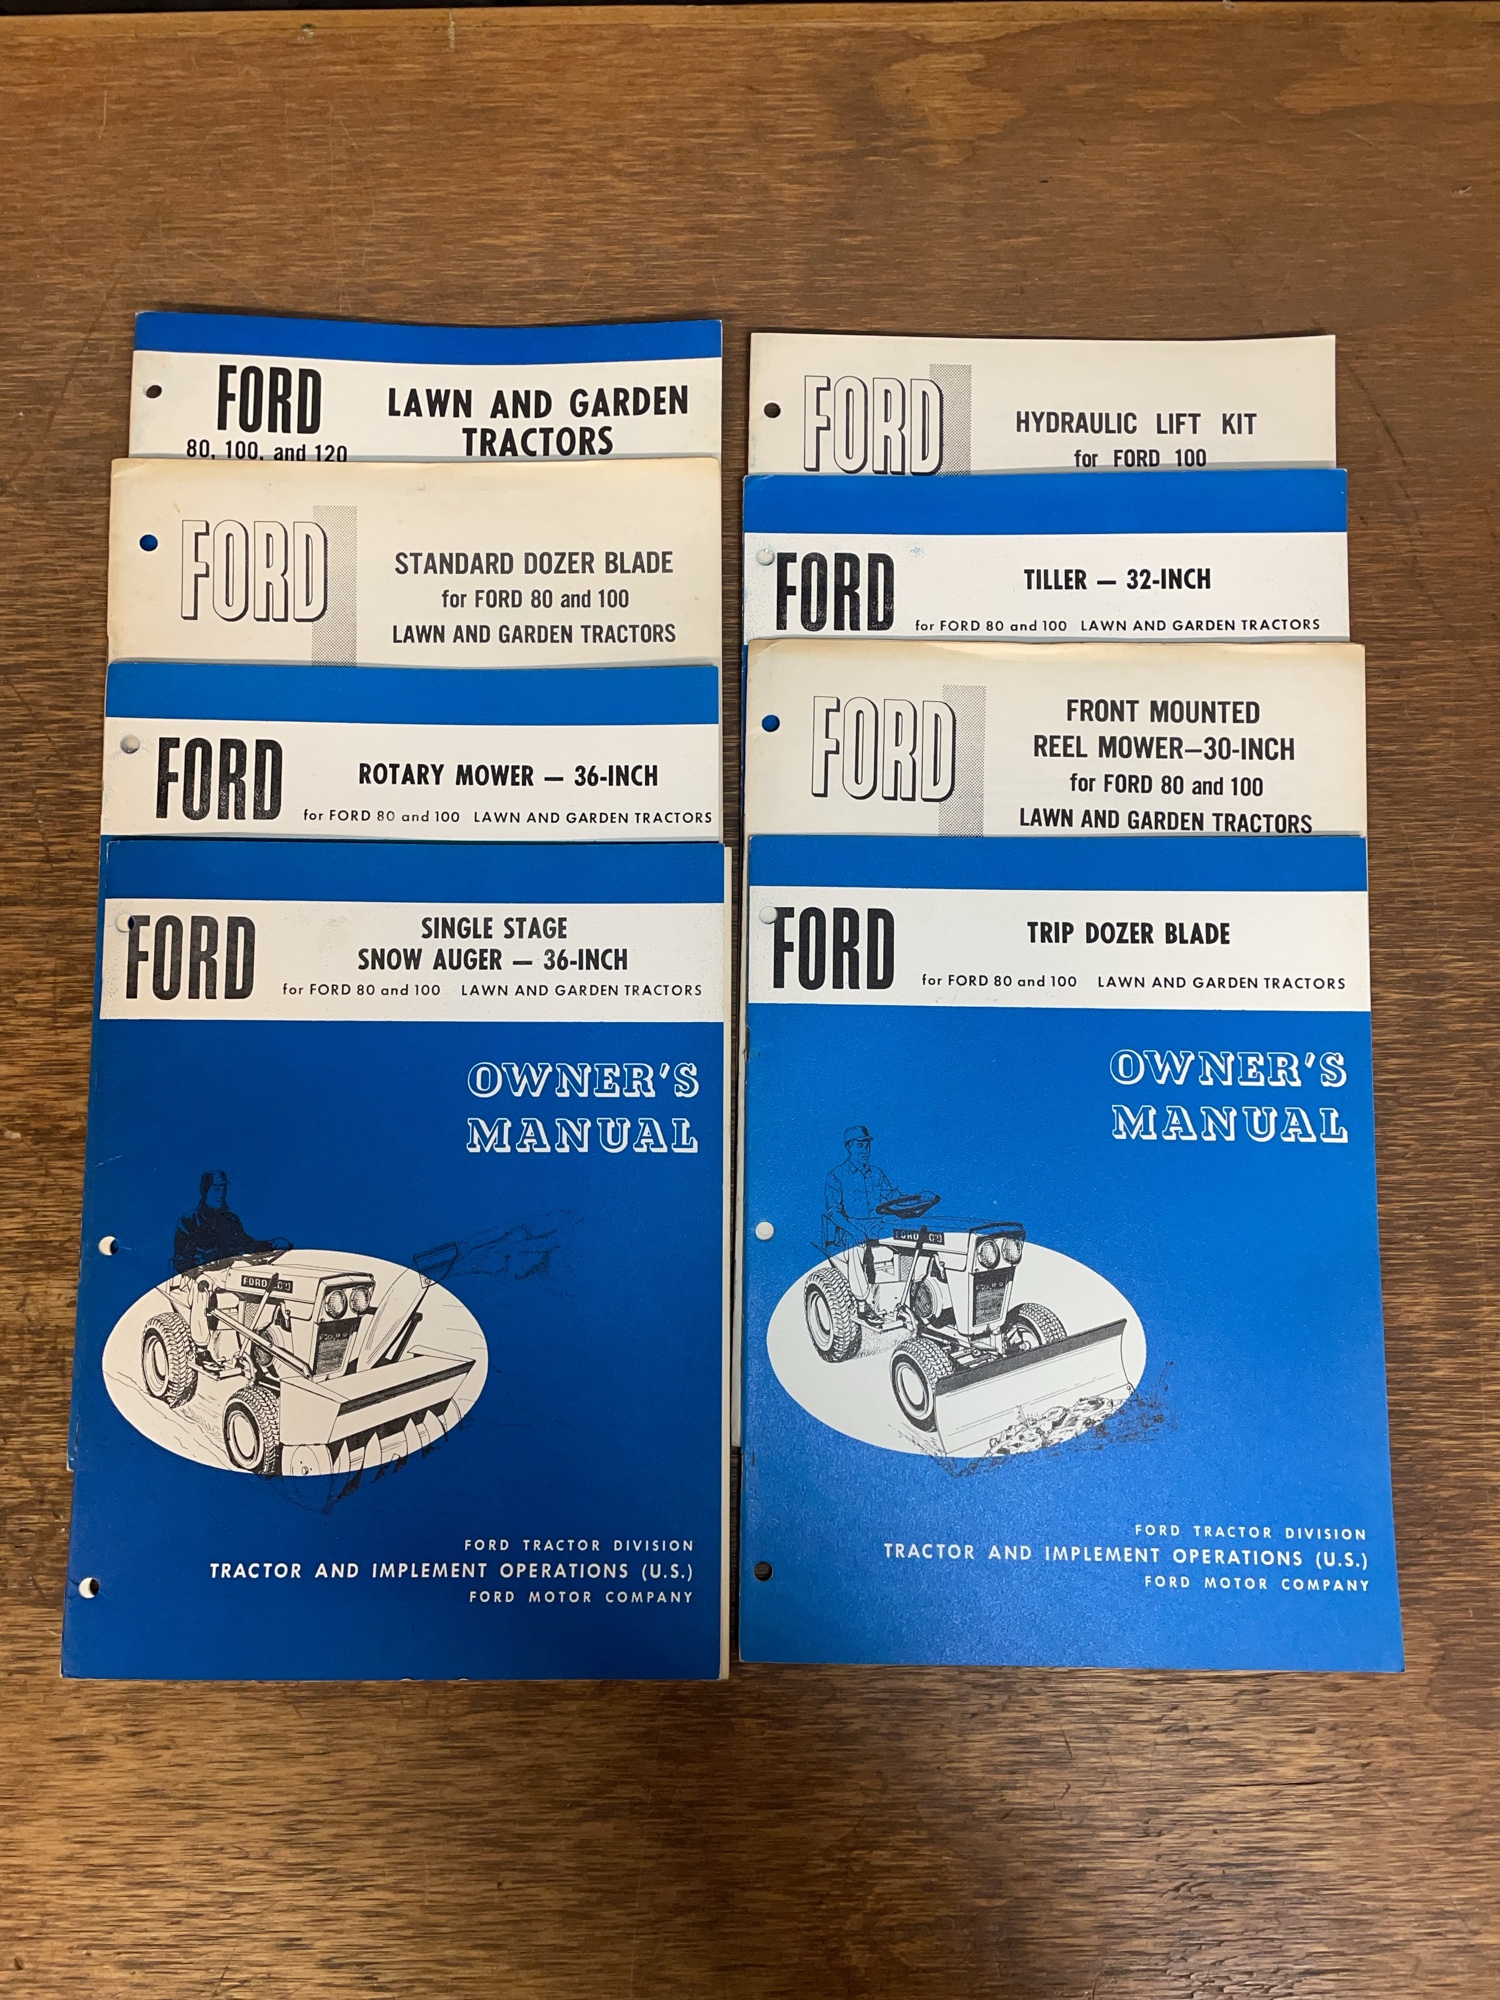 FORD
80, 100, and 120
LAWN AND GARDEN
TRACTORS
FORD
STANDARD DOZER BLADE
for FORD 80 and 100
LAWN AND GARDEN TRACTORS
FORD
ROTARY MOWER — 36-INCH
for FORD 80 and 100 LAWN AND GARDEN TRACTORS
FORD
SINGLE STAGE
SNOW AUGER — 36-INCH
for FORD 80 and 100 LAWN AND GARDEN TRACTORS
OWNER'S
MANUAL
FORD
FORD TRACTOR DIVISION
TRACTOR AND IMPLEMENT OPERATIONS (U.S.)
FORD MOTOR COMPANY
FORD
HYDRAULIC LIFT KIT
for FORD 100
FORD
TILLER — 32-INCH
for FORD 80 and 100 LAWN AND GARDEN TRACTORS
FORD
FRONT MOUNTED
REEL MOWER—30-INCH
for FORD 80 and 100
LAWN AND GARDEN TRACTORS
FORD
TRIP DOZER BLADE
for FORD 80 and 100 LAWN AND GARDEN TRACTORS
OWNER'S
MANUAL
FORD
FORD TRACTOR DIVISION
TRACTOR AND IMPLEMENT OPERATIONS (U.S.)
FORD MOTOR COMPANY